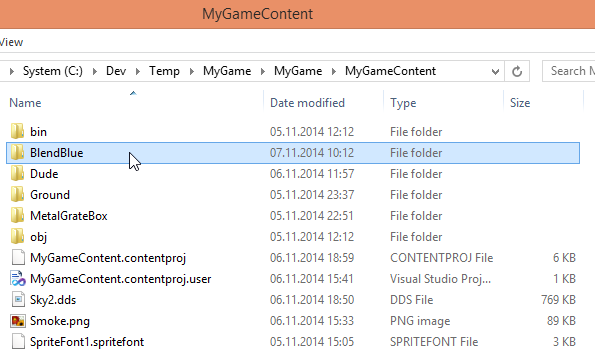 MyGameContent
View
System (C:) Dev Temp MyGame MyGame MyGameContent Search M
Name Date modified Type Size
bin 05.11.2014 12:12 File folder
BlendBlue 07.11.2014 10:12 File folder
Dude 06.11.2014 11:57 File folder
Ground 05.11.2014 23:37 File folder
MetalGrateBox 05.11.2014 22:51 File folder
obj 05.11.2014 12:12 File folder
MyGameContent.contentproj 06.11.2014 18:59 CONTENTPROJ File 6 KB
MyGameContent.contentproj.user 06.11.2014 15:41 Visual Studio Proj... 1 KB
Sky2.dds 06.11.2014 18:50 DDS File 769 KB
Smoke.png 06.11.2014 15:33 PNG image 89 KB
SpriteFont1.spritefont 05.11.2014 15:05 SPRITEFONT File 3 KB